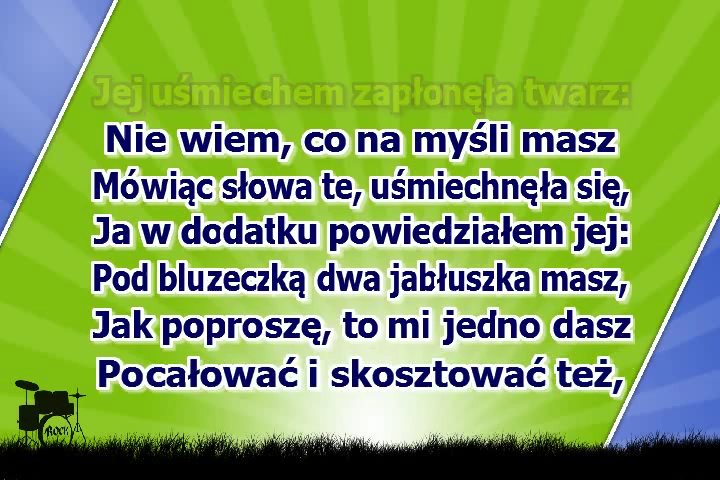 Jej uśmiechem zapłonęła twarz:
Nie wiem, co na myśli masz
Mówiąc słowa te, uśmiechnęła się,
Ja w dodatku powiedziałem jej:
Pod bluzeczką dwa jabłuszka masz,
Jak poproszę, to mi jedno dasz
Pocałować i skosztować też,
ROCK